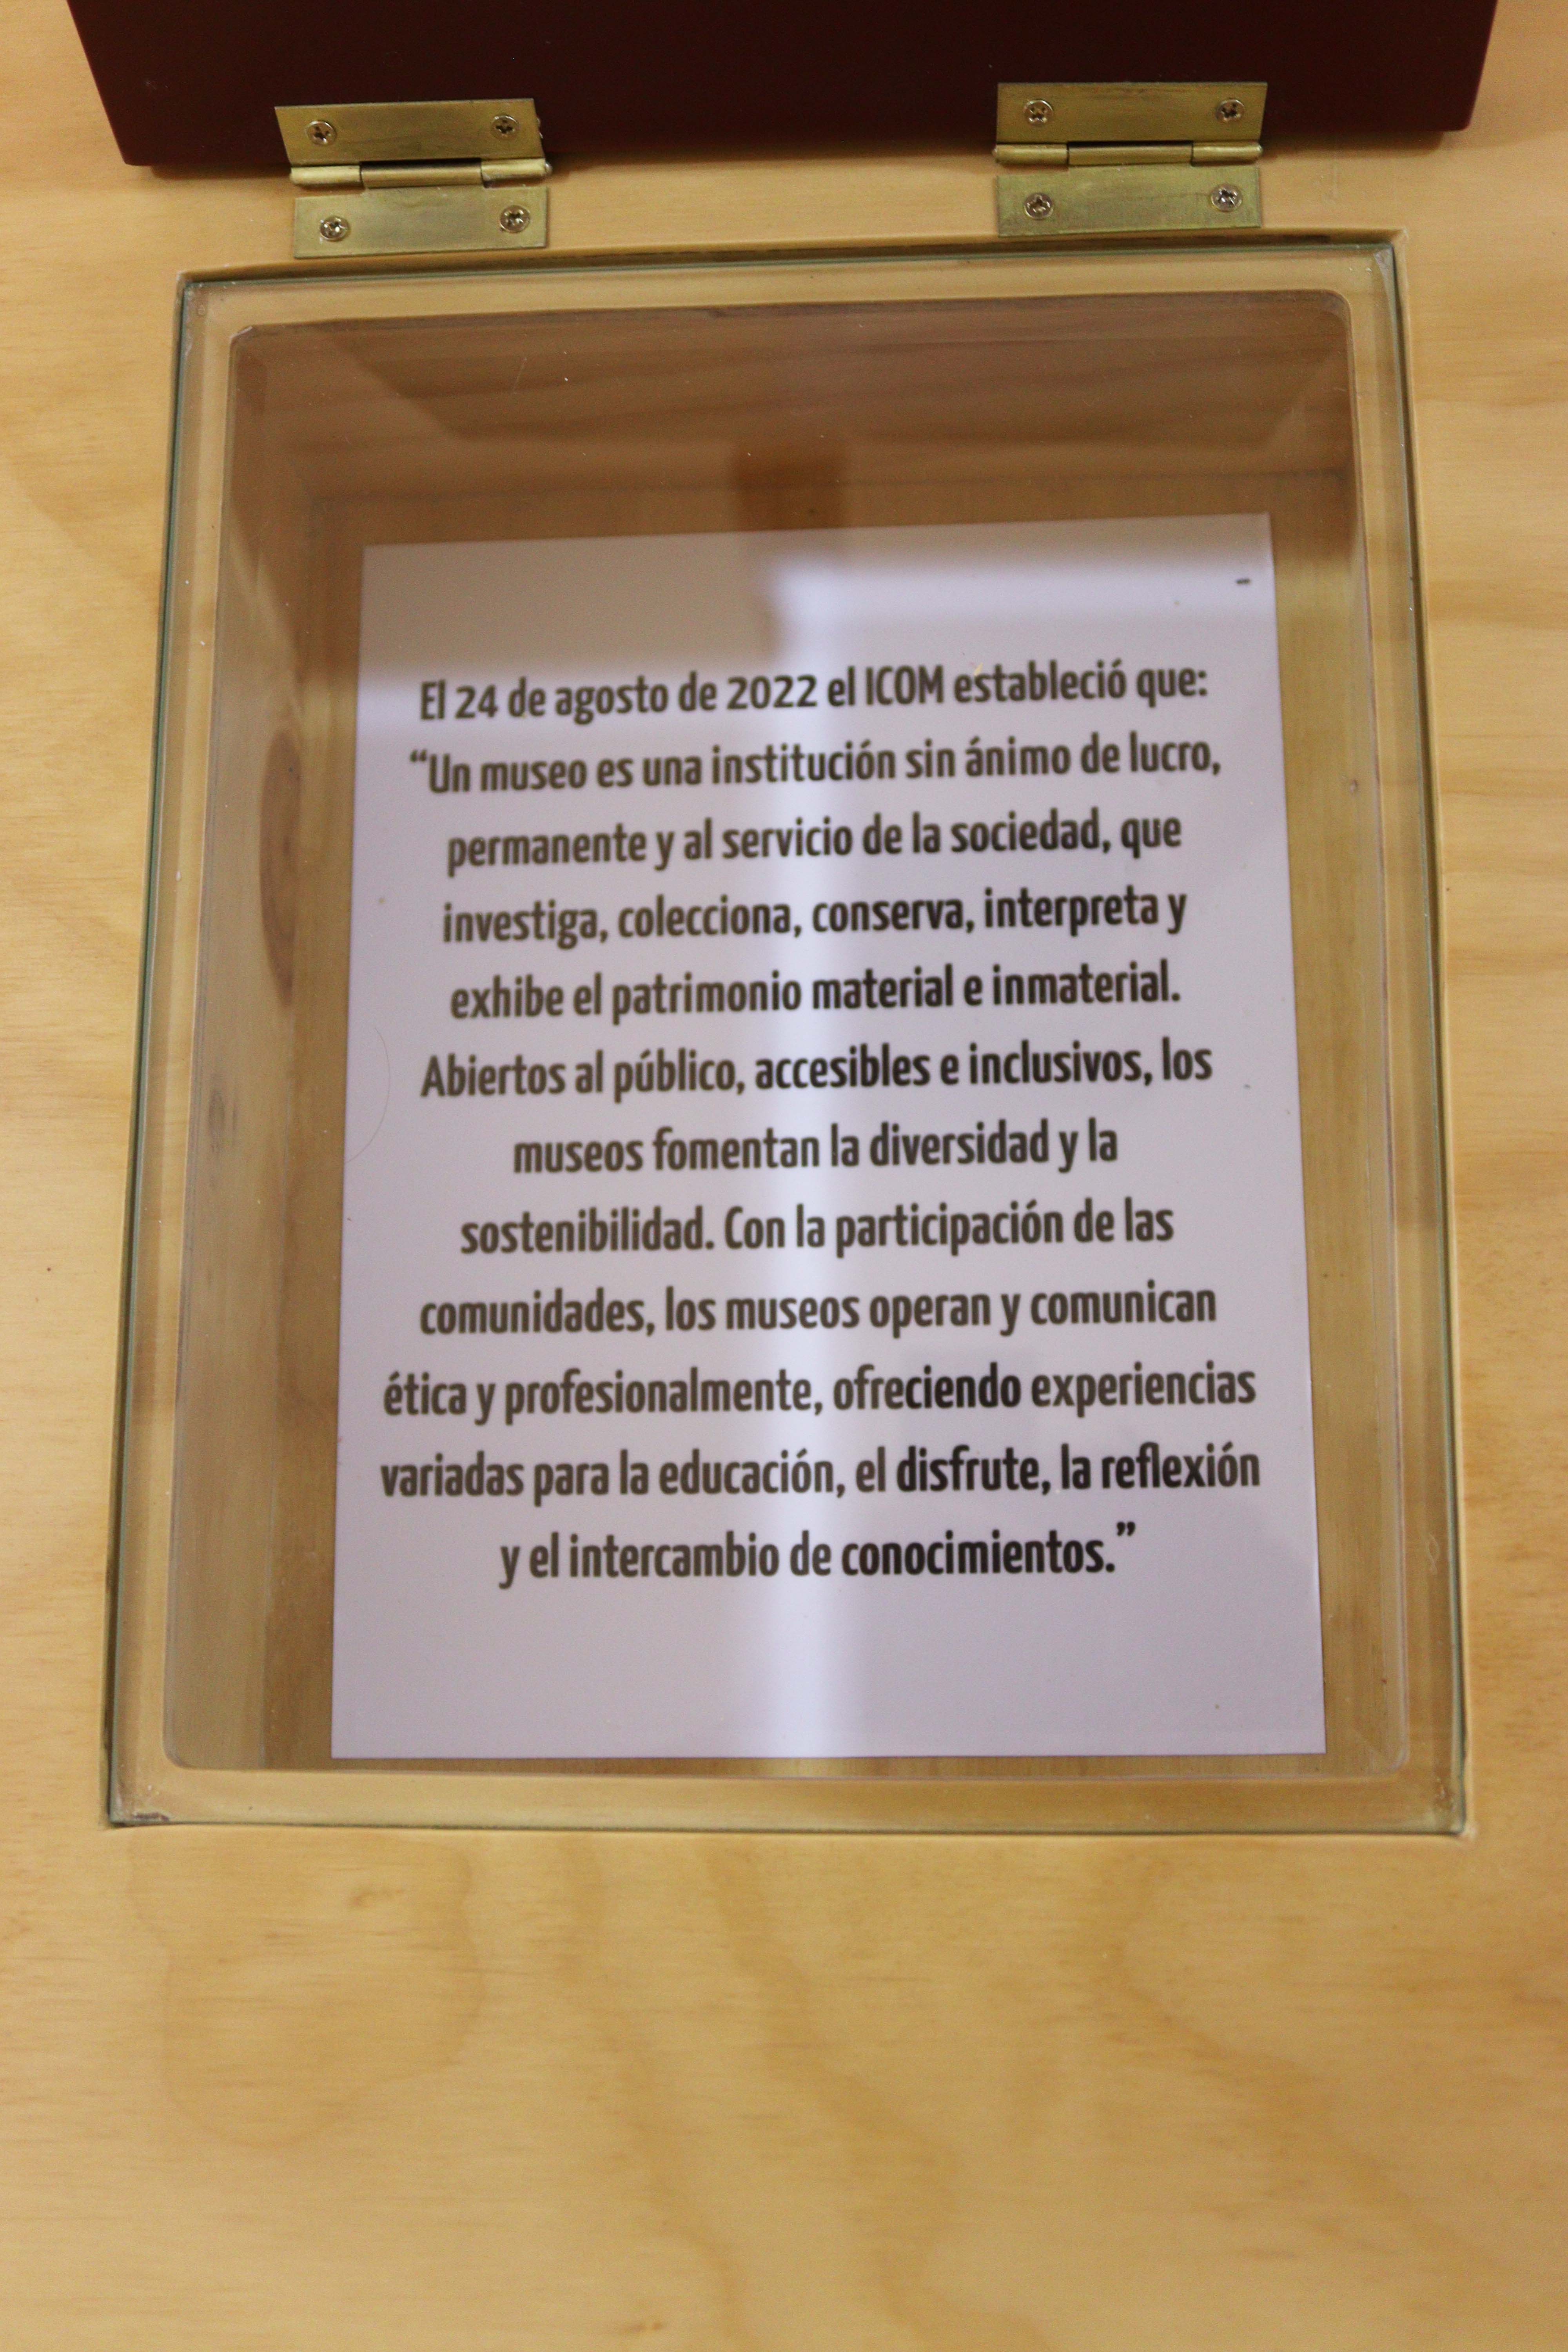 El 24 de agosto de 2022 el ICOM estableció que:
“Un museo es una institución sin ánimo de lucro,
permanente y al servicio de la sociedad, que
investiga, colecciona, conserva, interpreta y
exhibe el patrimonio material e inmaterial.
Abiertos al público, accesibles e inclusivos, los
museos fomentan la diversidad y la
sostenibilidad. Con la participación de las
comunidades, los museos operan y comunican
ética y profesionalmente, ofreciendo experiencias
variadas para la educación, el disfrute, la reflexión
y el intercambio de conocimientos.”